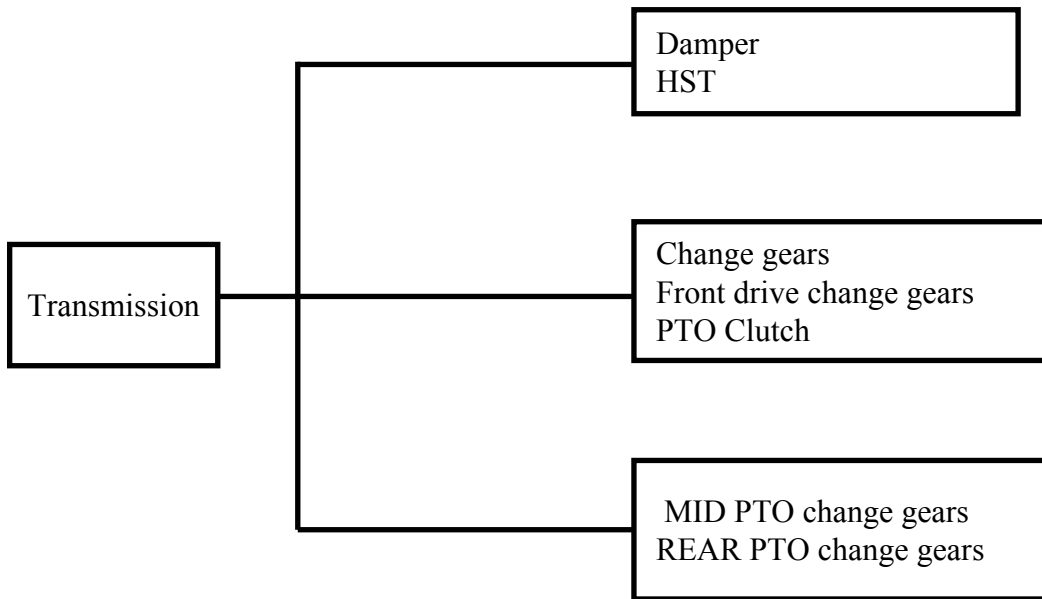 Damper
HST
Change gears
Front drive change gears
PTO Clutch
Transmission
MID PTO change gears
REAR PTO change gears